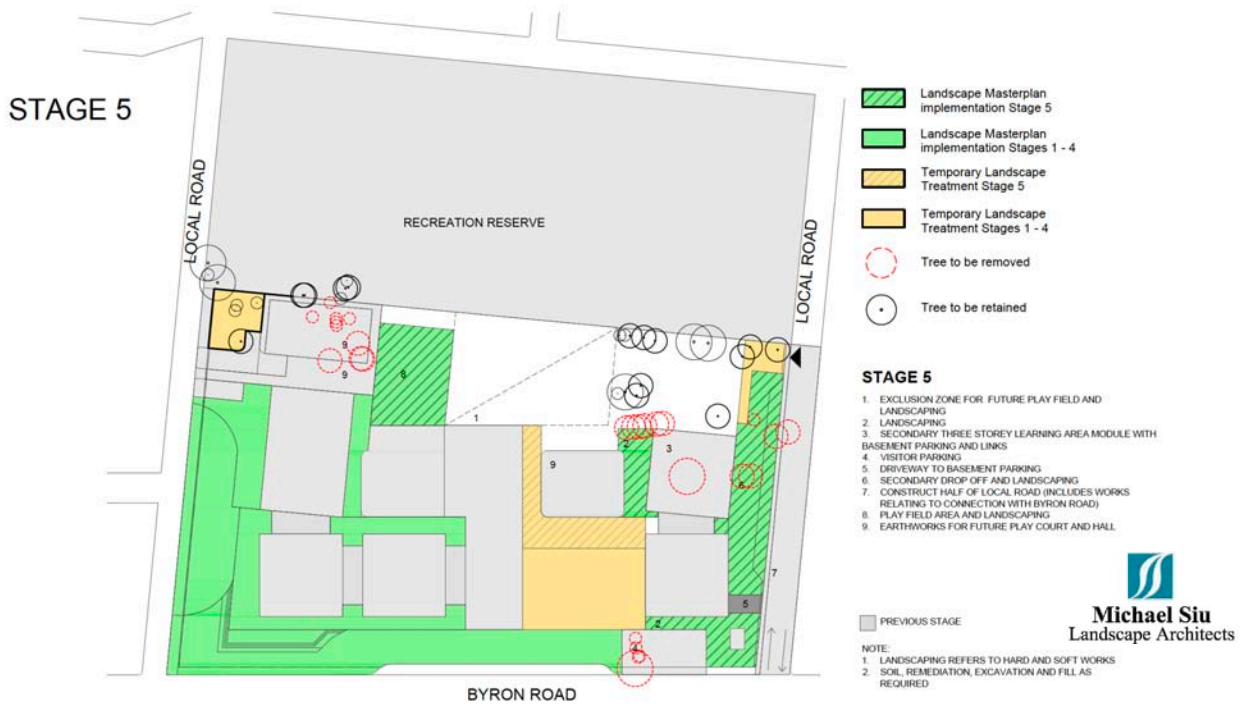 STAGE 5
LOCAL ROAD
RECREATION RESERVE
LOCAL ROAD
9
9
8
1
2
3
9
6
7
5
2
4
BYRON ROAD
Landscape Masterplan
implementation Stage 5
Landscape Masterplan
implementation Stages 1 - 4
Temporary Landscape
Treatment Stage 5
Temporary Landscape
Treatment Stages 1 - 4
Tree to be removed
Tree to be retained
STAGE 5
1. EXCLUSION ZONE FOR FUTURE PLAY FIELD AND
LANDSCAPING
2. LANDSCAPING
3. SECONDARY THREE STOREY LEARNING AREA MODULE WITH
BASEMENT PARKING AND LINKS
4. VISITOR PARKING
5. DRIVEWAY TO BASEMENT PARKING
6. SECONDARY DROP OFF AND LANDSCAPING
7. CONSTRUCT HALF OF LOCAL ROAD (INCLUDES WORKS
RELATING TO CONNECTION WITH BYRON ROAD)
8. PLAY FIELD AREA AND LANDSCAPING
9. EARTHWORKS FOR FUTURE PLAY COURT AND HALL
Michael Siu
Landscape Architects
PREVIOUS STAGE
NOTE:
1. LANDSCAPING REFERS TO HARD AND SOFT WORKS
2. SOIL, REMEDIATION, EXCAVATION AND FILL AS
REQUIRED